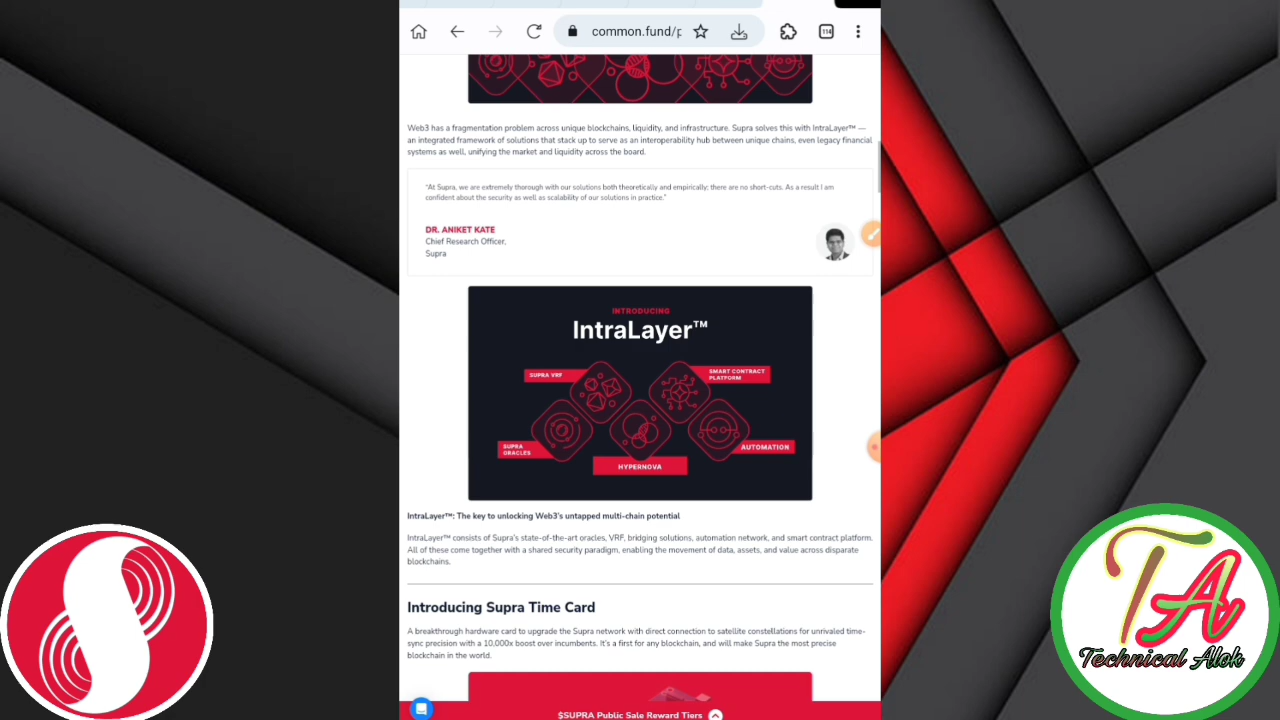 common.fund/p
114
Web3 has a fragmentation problem across unique blockchains, liquidity, and infrastructure. Supra solves this with IntraLayer™ —
an integrated framework of solutions that stack up to serve as an interoperability hub between unique chains, even legacy financial
systems as well, unifying the market and liquidity across the board.
"At Supra, we are extremely thorough with our solutions both theoretically and empirically; there are no short-cuts. As a result I am
confident about the security as well as scalability of our solutions in practice."
DR. ANIKET KATE
Chief Research Officer,
Supra
INTRODUCING
IntraLayer™
SUPRA VRF
SMART CONTRACT
PLATFORM
SUPRA
ORACLES
AUTOMATION
HYPERNOVA
IntraLayer™: The key to unlocking Web3's untapped multi-chain potential
IntraLayer™ consists of Supra's state-of-the-art oracles, VRF, bridging solutions, automation network, and smart contract platform.
All of these come together with a shared security paradigm, enabling the movement of data, assets, and value across disparate
blockchains.
Introducing Supra Time Card
A breakthrough hardware card to upgrade the Supra network with direct connection to satellite constellations for unrivaled time-
sync precision with a 10,000x boost over incumbents. It's a first for any blockchain, and will make Supra the most precise
blockchain in the world.
$SUPRA Public Sale Reward Tiers
TA
Technical Alok